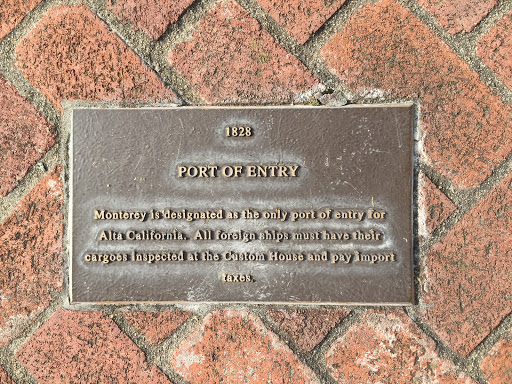 1828
PORT OF ENTRY
Monterey is designated as the only port of entry for
Alta California. All foreign ships must have their
cargoes inspected at the Custom House and pay import
taxes.